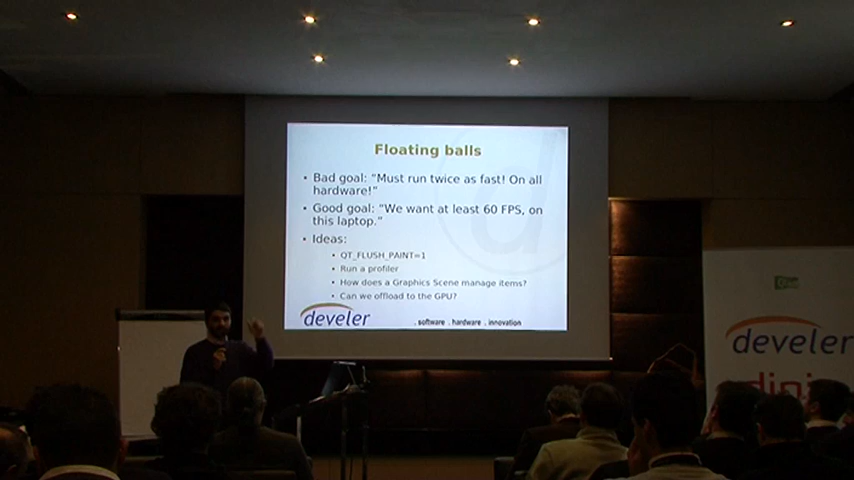 Floating balls
• Bad goal: “Must run twice as fast! On all
hardware!”
• Good goal: “We want at least 60 FPS, on
this laptop.”
• Ideas:
• QT_FLUSH_PAINT=1
• Run a profiler
• How does a Graphics Scene manage items?
• Can we offload to the GPU?
develer
. software . hardware . innovation
develer